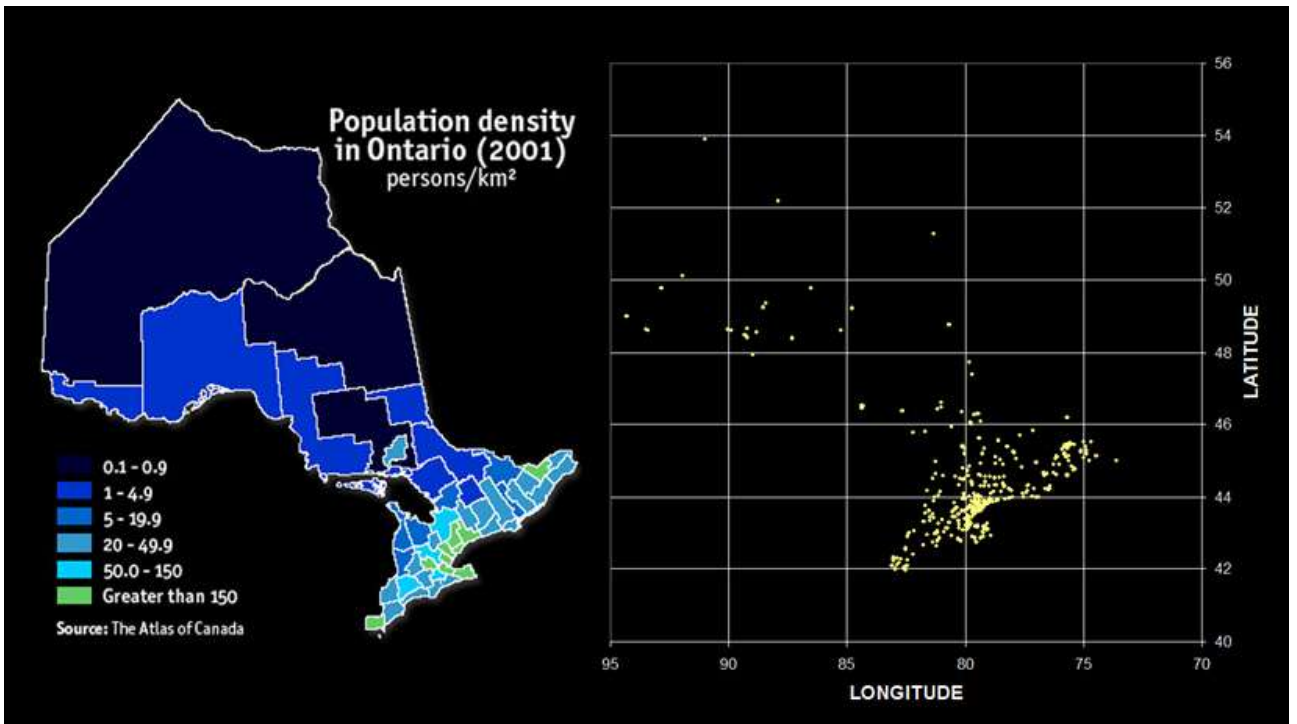 Population density
in Ontario (2001)
persons/km²
0.1 - 0.9
1 - 4.9
5 - 19.9
20 - 49.9
50.0 - 150
Greater than 150
Source: The Atlas of Canada
56
54
52
50
48
46
44
42
40
LATITUDE
95 90 85 80 75 70
LONGITUDE